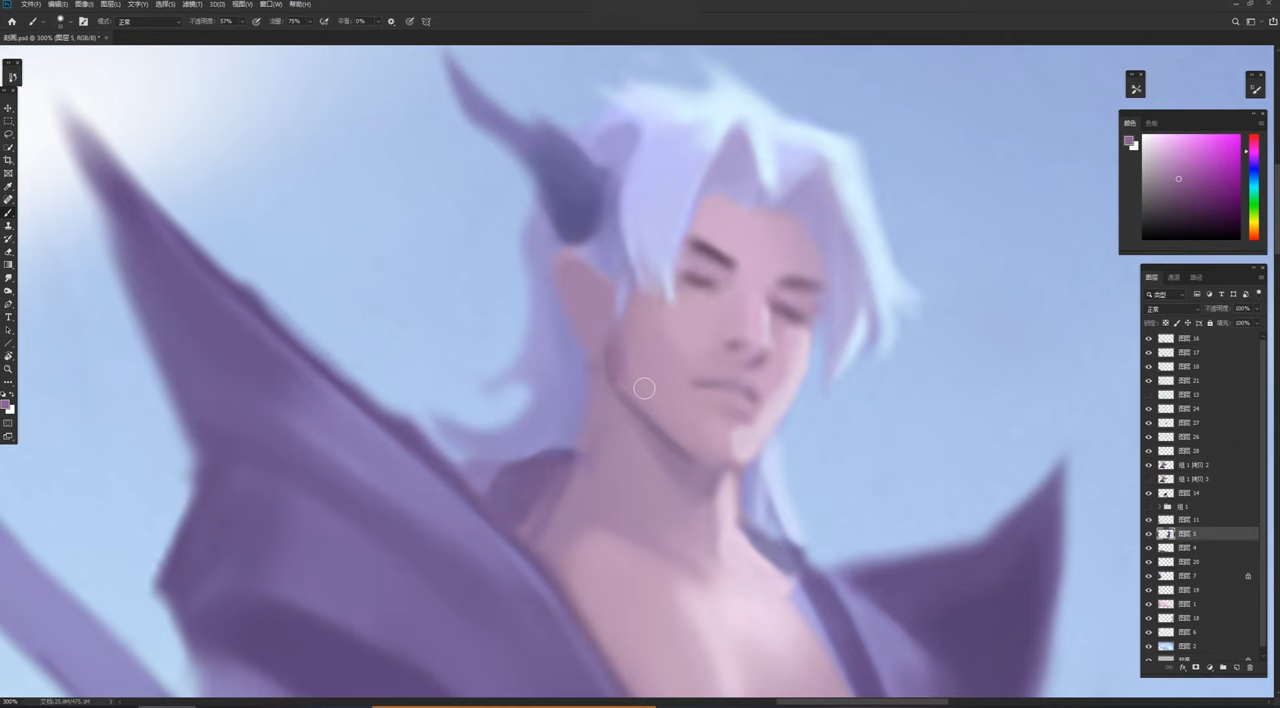 文件(F) 编辑(E) 图像(I) 图层(L) 文字(Y) 选择(S) 滤镜(T) 3D(D) 视图(V) 窗口(W) 帮助(H)
模式: 正常 不透明度: 57% 流量: 75% 平滑: 0%
刻画.psd @ 300% (图层 5, RGB/8) * ×
颜色 色板
图层 通道 路径
类型
正常 不透明度: 100%
锁定: 填充: 100%
图层 16
图层 17
图层 10
图层 21
图层 13
图层 24
图层 27
图层 26
图层 28
组 1 拷贝 2
组 1 拷贝 3
图层 14
组 1
图层 11
图层 5
图层 4
图层 20
图层 7
图层 19
图层 1
图层 18
图层 6
图层 2
300% 文档:25.8M/475.1M